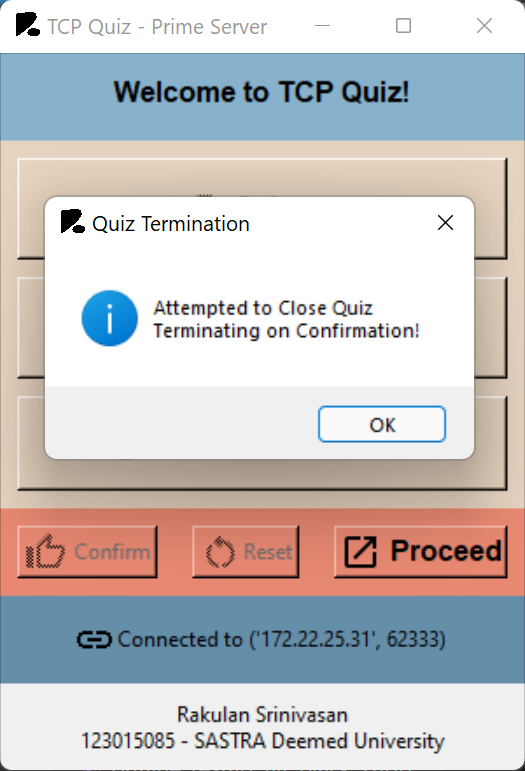 TCP Quiz - Prime Server
Welcome to TCP Quiz!
Quiz Termination
Attempted to Close Quiz
Terminating on Confirmation!
OK
Confirm
Reset
Proceed
Connected to ('172.22.25.31', 62333)
Rakulan Srinivasan
123015085 - SASTRA Deemed University